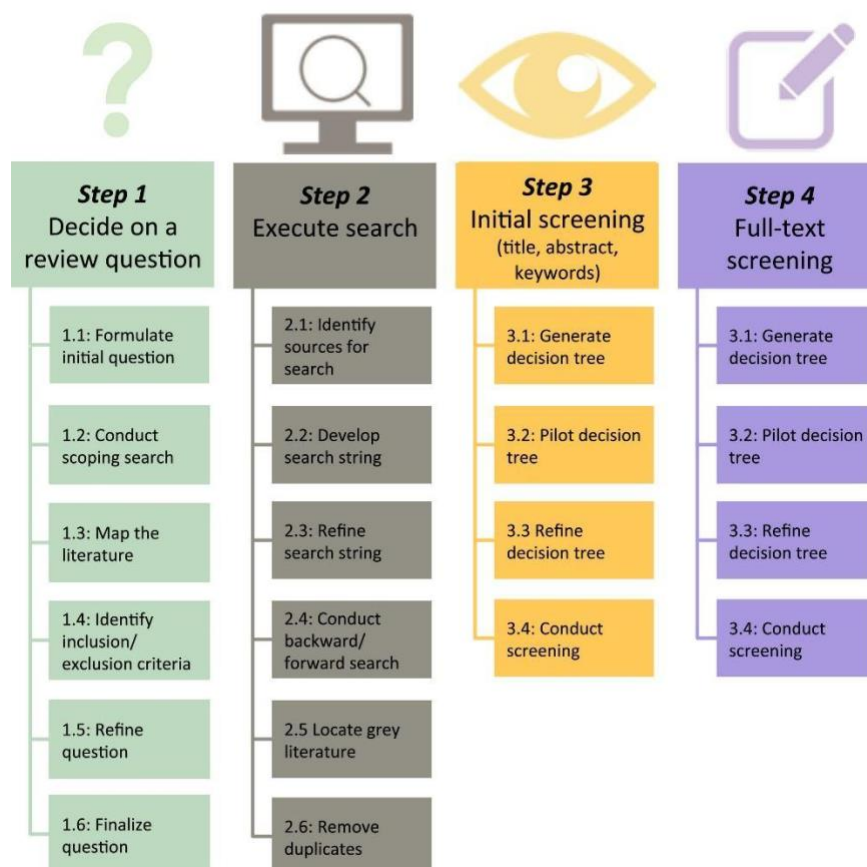 Step 1
Decide on a
review question
1.1: Formulate
initial question
1.2: Conduct
scoping search
1.3: Map the
literature
1.4: Identify
inclusion/
exclusion criteria
1.5: Refine
question
1.6: Finalize
question
Step 2
Execute search
2.1: Identify
sources for
search
2.2: Develop
search string
2.3: Refine
search string
2.4: Conduct
backward/
forward search
2.5 Locate grey
literature
2.6: Remove
duplicates
Step 3
Initial screening
(title, abstract,
keywords)
3.1: Generate
decision tree
3.2: Pilot decision
tree
3.3 Refine
decision tree
3.4: Conduct
screening
Step 4
Full-text
screening
3.1: Generate
decision tree
3.2: Pilot decision
tree
3.3: Refine
decision tree
3.4: Conduct
screening